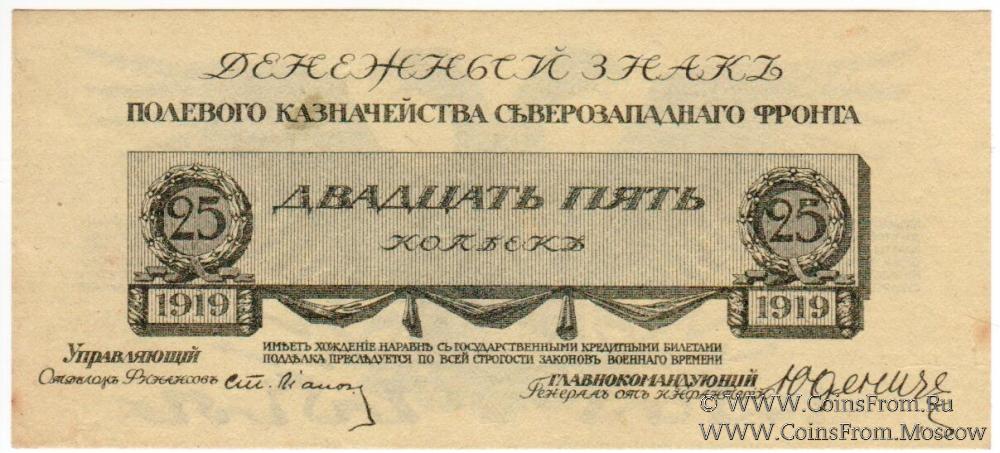 ДЕНЕЖНЫЙ ЗНАКЪ
ПОЛЕВОГО КАЗНАЧЕЙСТВА СѢВЕРОЗАПАДНАГО ФРОНТА
25
ДВАДЦАТЬ ПЯТЬ
КОПѢЕКЪ
25
1919
1919
ИМѢЕТЪ ХОЖДЕНІЕ НАРАВНѢ СЪ ГОСУДАРСТВЕННЫМИ КРЕДИТНЫМИ БИЛЕТАМИ
ПОДДѢЛКА ПРЕСЛѢДУЕТСЯ ПО ВСЕЙ СТРОГОСТИ ЗАКОНОВЪ ВОЕННАГО ВРЕМЕНИ
УПРАВЛЯЮЩІЙ
Отдѣломъ Финансовъ
ГЛАВНОКОМАНДУЮЩІЙ
Генералъ отъ Инфантеріи Юденичъ
© WWW.CoinsFrom.Ru
WWW.CoinsFrom.Moscow